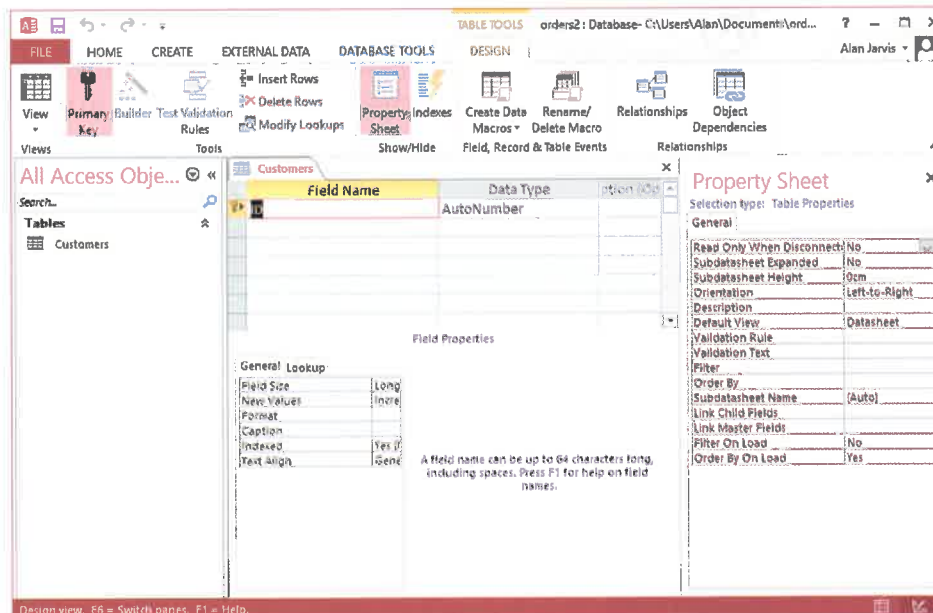 TABLE TOOLS orders2 : Database- C:\Users\Alan\Documents\ord... ?
FILE HOME CREATE EXTERNAL DATA DATABASE TOOLS DESIGN Alan Jarvis
View Primary Key Builder Test Validation Rules
Insert Rows
Delete Rows
Modify Lookups
Property Sheet Indexes Create Data Macros Rename/ Delete Macro Relationships Object Dependencies
Views Tools Show/Hide Field, Record & Table Events Relationships
All Access Obje... «
Search...
Tables
Customers
Customers
Field Name Data Type ption (Op
ID AutoNumber
Field Properties
General Lookup
Field Size Long
New Values Incre
Format
Caption
Indexed Yes (
Text Align Gene
A field name can be up to 64 characters long,
including spaces. Press F1 for help on field
names.
Property Sheet
Selection type: Table Properties
General
Read Only When Disconnect No
Subdatasheet Expanded No
Subdatasheet Height 0cm
Orientation Left-to-Right
Description
Default View Datasheet
Validation Rule
Validation Text
Filter
Order By
Subdatasheet Name [Auto]
Link Child Fields
Link Master Fields
Filter On Load No
Order By On Load Yes
Design view. F6 = Switch panes. F1 = Help.